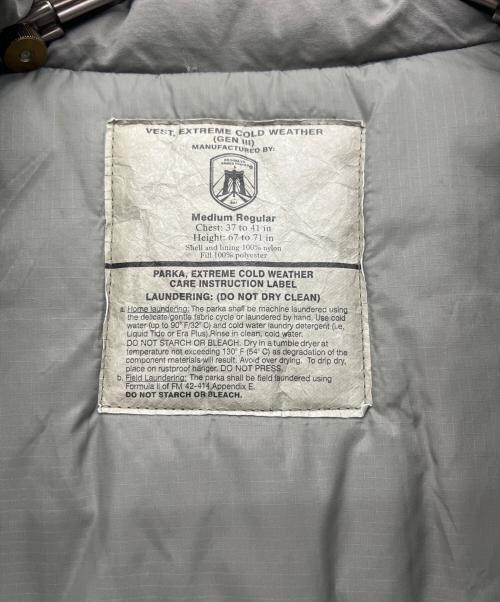 VEST, EXTREME COLD WEATHER
(GEN III)
MANUFACTURED BY:
Medium Regular
Chest: 37 to 41 in
Height: 67 to 71 in
Shell and lining 100% nylon
Fill 100% polyester
PARKA, EXTREME COLD WEATHER
CARE INSTRUCTION LABEL
LAUNDERING: (DO NOT DRY CLEAN)
a. Home laundering: The parka shall be machine laundered using
the delicate/gentle fabric cycle or laundered by hand. Use cold
water (up to 90° F/32° C) and cold water laundry detergent (i.e,
Liquid Tide or Era Plus),Rinse in clean, cold water.
DO NOT STARCH OR BLEACH. Dry in a tumble dryer at
temperature not exceeding 130° F (54° C) as degradation of the
component materials will result. Avoid over drying. To drip dry,
place on rustproof hanger. DO NOT PRESS.
b. Field Laundering: The parka shall be field laundered using
Formula II of FM 42-414,Appendix E.
DO NOT STARCH OR BLEACH.